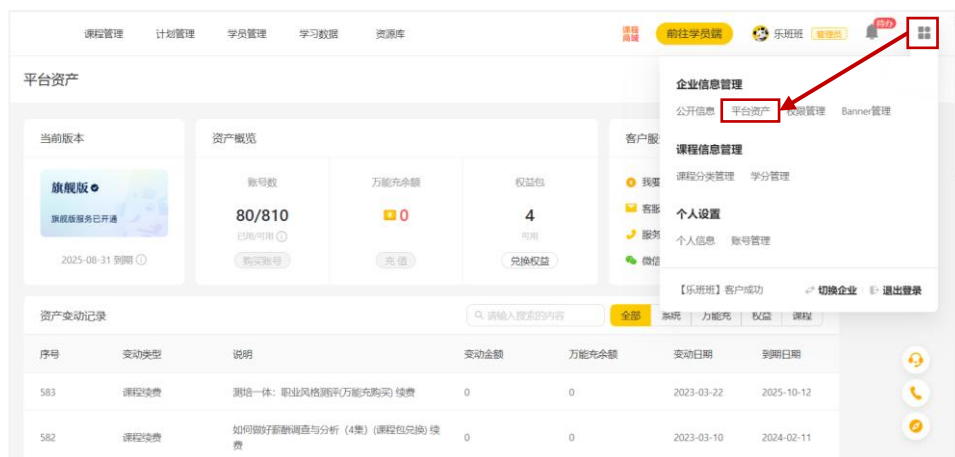 课程管理 计划管理 学员管理 学习数据 资源库 课程商城 前往学员端 乐班班 管理员 待办
平台资产
企业信息管理
公开信息 平台资产 权限管理 Banner管理
课程信息管理
课程分类管理 学分管理
个人设置
个人信息 账号管理
【乐班班】客户成功 切换企业 退出登录
当前版本 资产概览 客户服
旗舰版
旗舰版服务已开通
2025-08-31 到期
账号数 万能充余额 权益包
80/810 0 4
已用/可用 可用
购买账号 充值 兑换权益
我要
客服
服务
微信
资产变动记录 请输入搜索的内容 全部 系统 万能充 权益 课程
序号 变动类型 说明 变动金额 万能充余额 变动日期 到期日期
583 课程续费 测培一体：职业风格测评(万能充购买) 续费 0 0 2023-03-22 2025-10-12
582 课程续费 如何做好薪酬调查与分析（4集）(课程包兑换) 续费 0 0 2023-03-10 2024-02-11